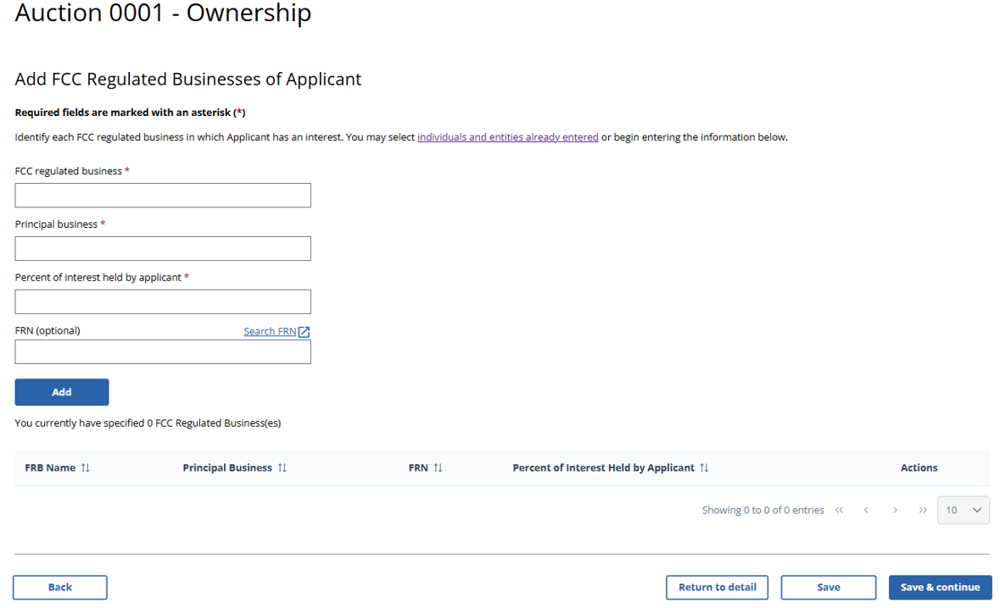 Auction 0001 - Ownership
Add FCC Regulated Businesses of Applicant
Required fields are marked with an asterisk (*)
Identify each FCC regulated business in which Applicant has an interest. You may select individuals and entities already entered or begin entering the information below.
FCC regulated business *
Principal business *
Percent of interest held by applicant *
FRN (optional) Search FRN
Add
You currently have specified 0 FCC Regulated Business(es)
FRB Name Principal Business FRN Percent of Interest Held by Applicant Actions
Showing 0 to 0 of 0 entries « ‹ › » 10
Back Return to detail Save Save & continue